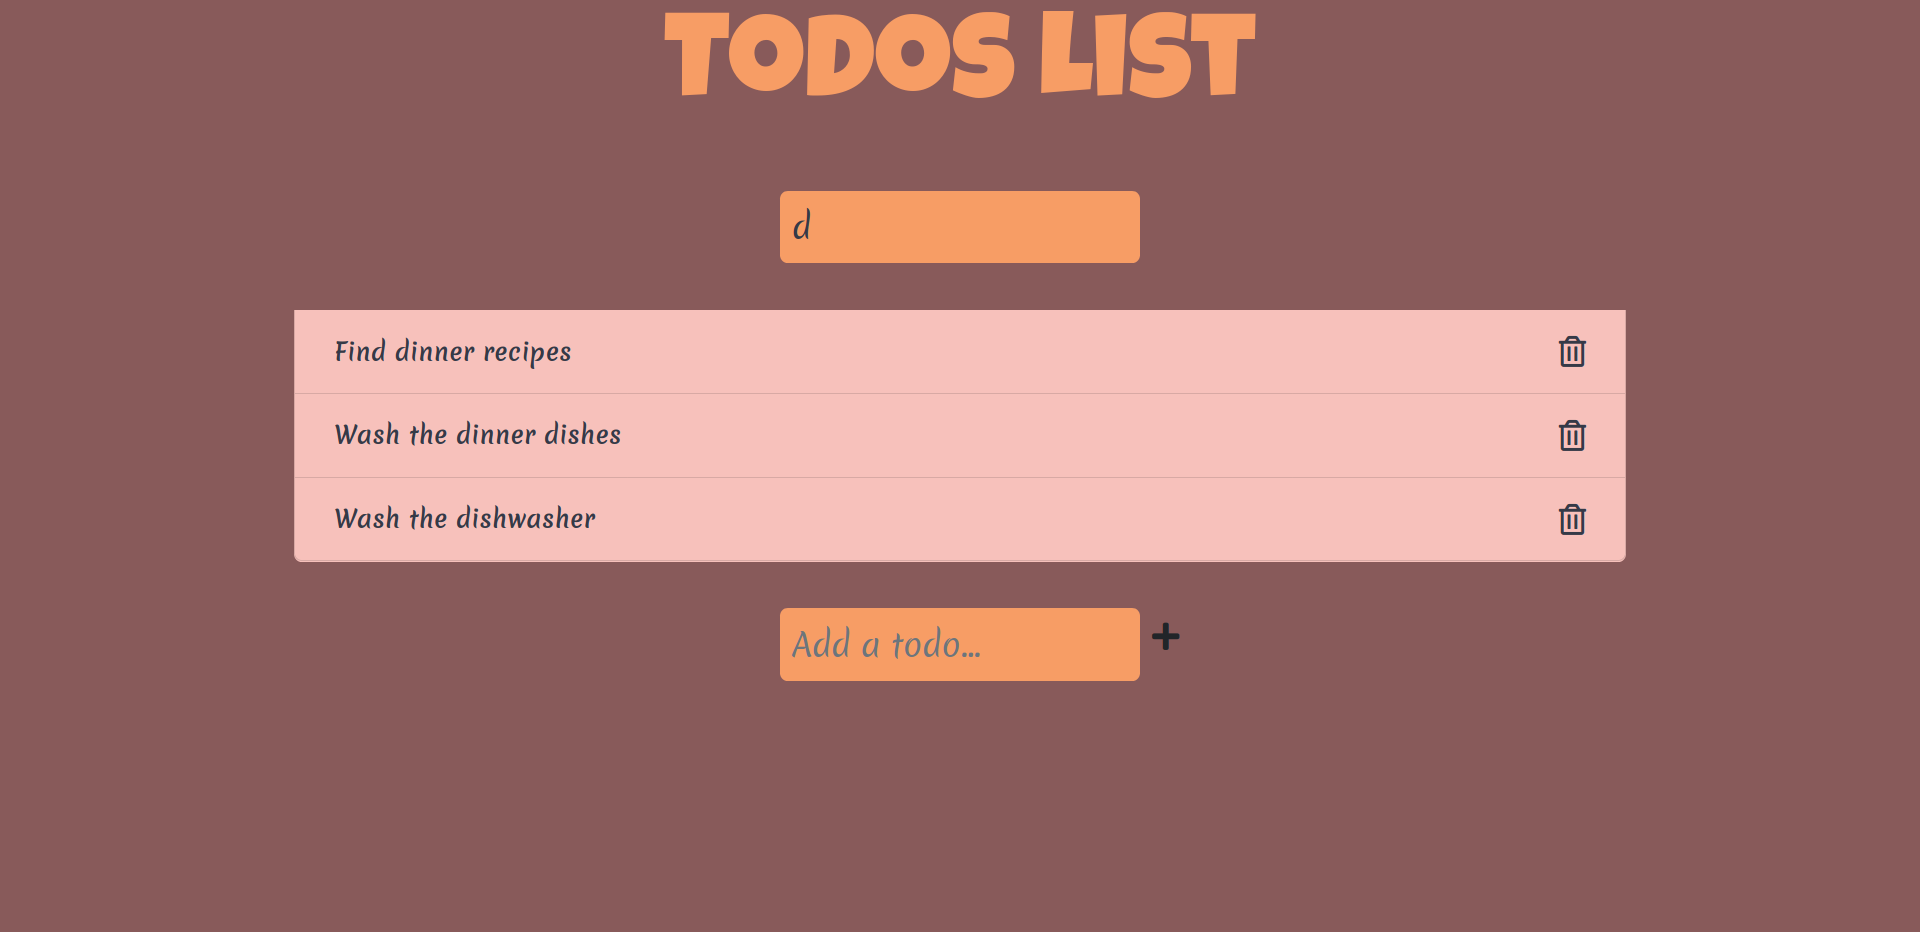 TODOS LIST
d
Find dinner recipes
Wash the dinner dishes
Wash the dishwasher
Add a todo...